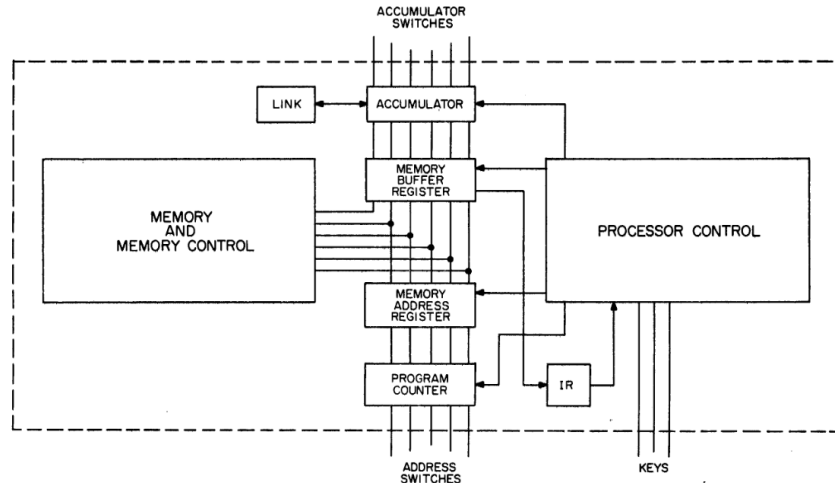 ACCUMULATOR
SWITCHES
LINK
ACCUMULATOR
MEMORY
BUFFER
REGISTER
MEMORY
AND
MEMORY CONTROL
PROCESSOR CONTROL
MEMORY
ADDRESS
REGISTER
PROGRAM
COUNTER
IR
ADDRESS
SWITCHES
KEYS